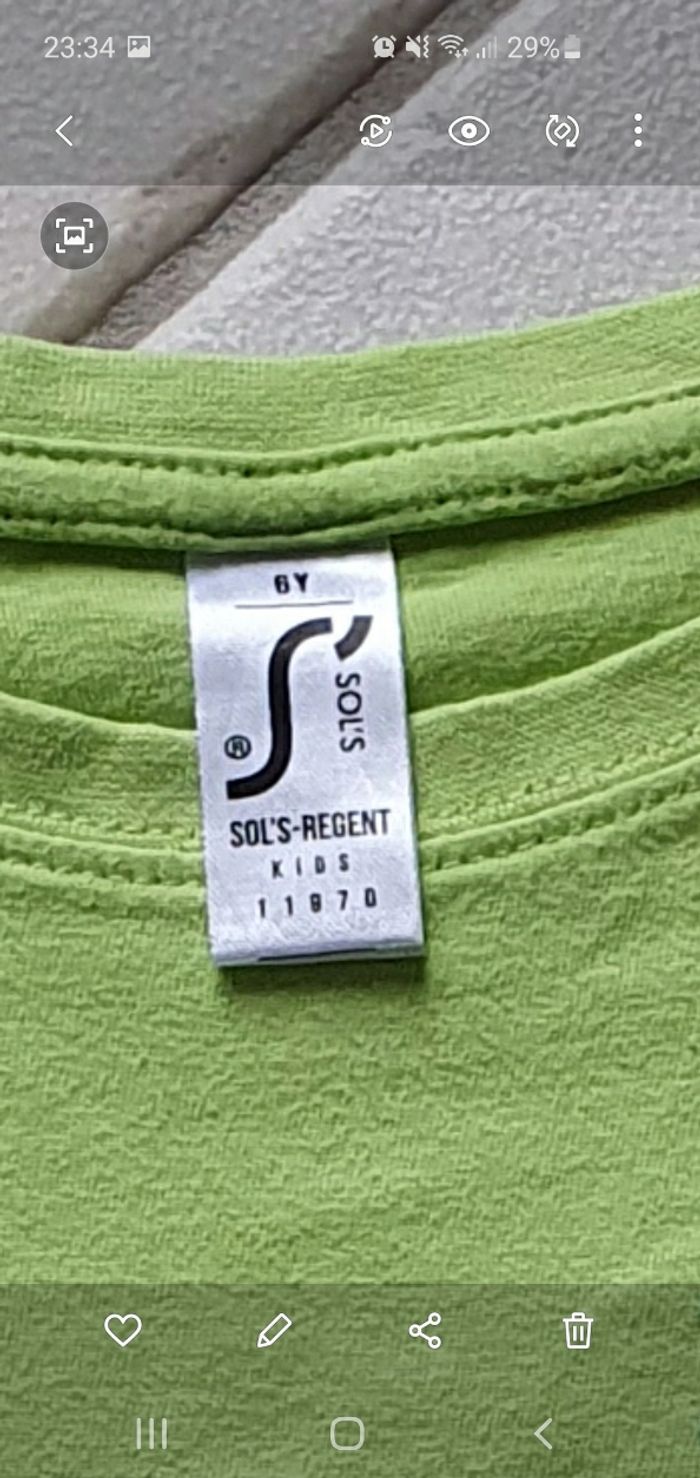 23:34 29%
6Y
SOL'S
®
SOL'S-REGENT
KIDS
11970